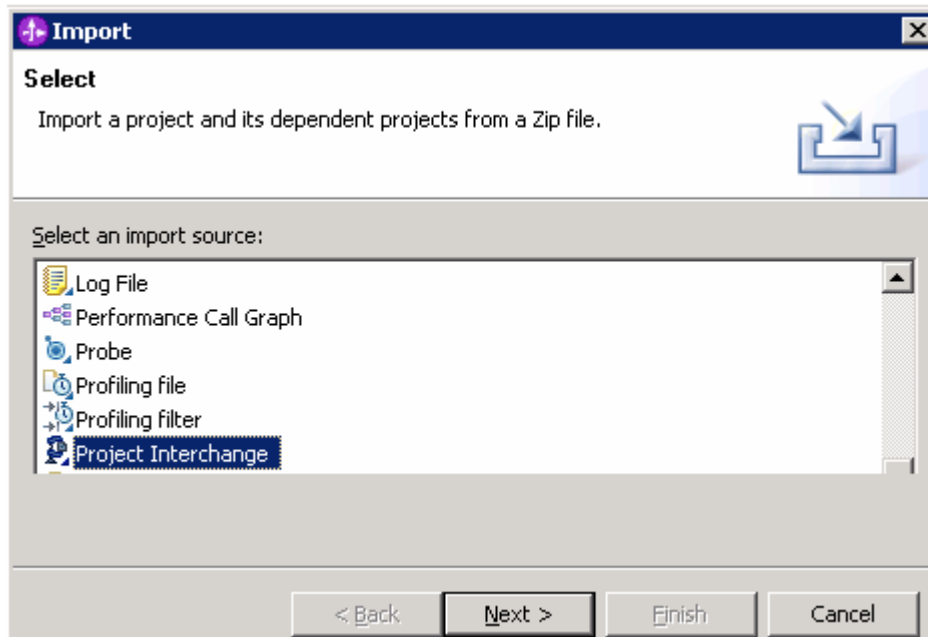 Import
Select
Import a project and its dependent projects from a Zip file.
Select an import source:
Log File
Performance Call Graph
Probe
Profiling file
Profiling filter
Project Interchange
< Back Next > Finish Cancel